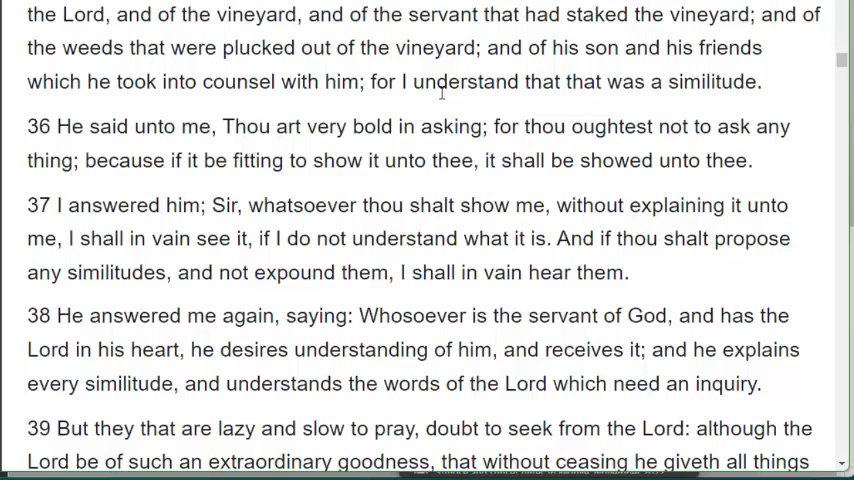 the Lord, and of the vineyard, and of the servant that had staked the vineyard; and of
the weeds that were plucked out of the vineyard; and of his son and his friends
which he took into counsel with him; for I understand that that was a similitude.
36 He said unto me, Thou art very bold in asking; for thou oughtest not to ask any
thing; because if it be fitting to show it unto thee, it shall be showed unto thee.
37 I answered him; Sir, whatsoever thou shalt show me, without explaining it unto
me, I shall in vain see it, if I do not understand what it is. And if thou shalt propose
any similitudes, and not expound them, I shall in vain hear them.
38 He answered me again, saying: Whosoever is the servant of God, and has the
Lord in his heart, he desires understanding of him, and receives it; and he explains
every similitude, and understands the words of the Lord which need an inquiry.
39 But they that are lazy and slow to pray, doubt to seek from the Lord: although the
Lord be of such an extraordinary goodness, that without ceasing he giveth all things